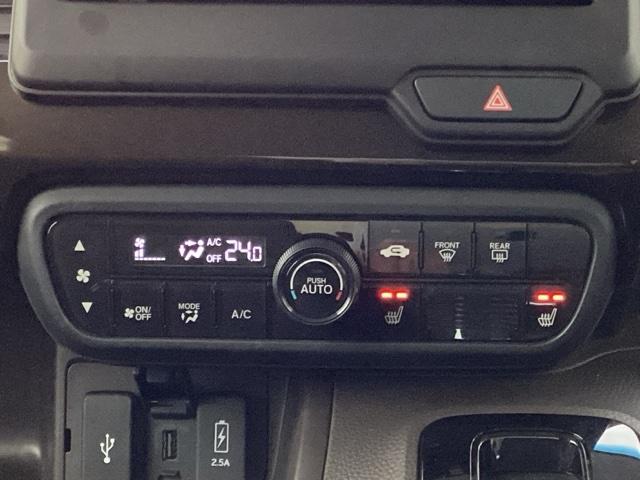 A/C
OFF
24.0
PUSH
AUTO
FRONT
REAR
ON/
OFF
MODE
A/C
2.5A